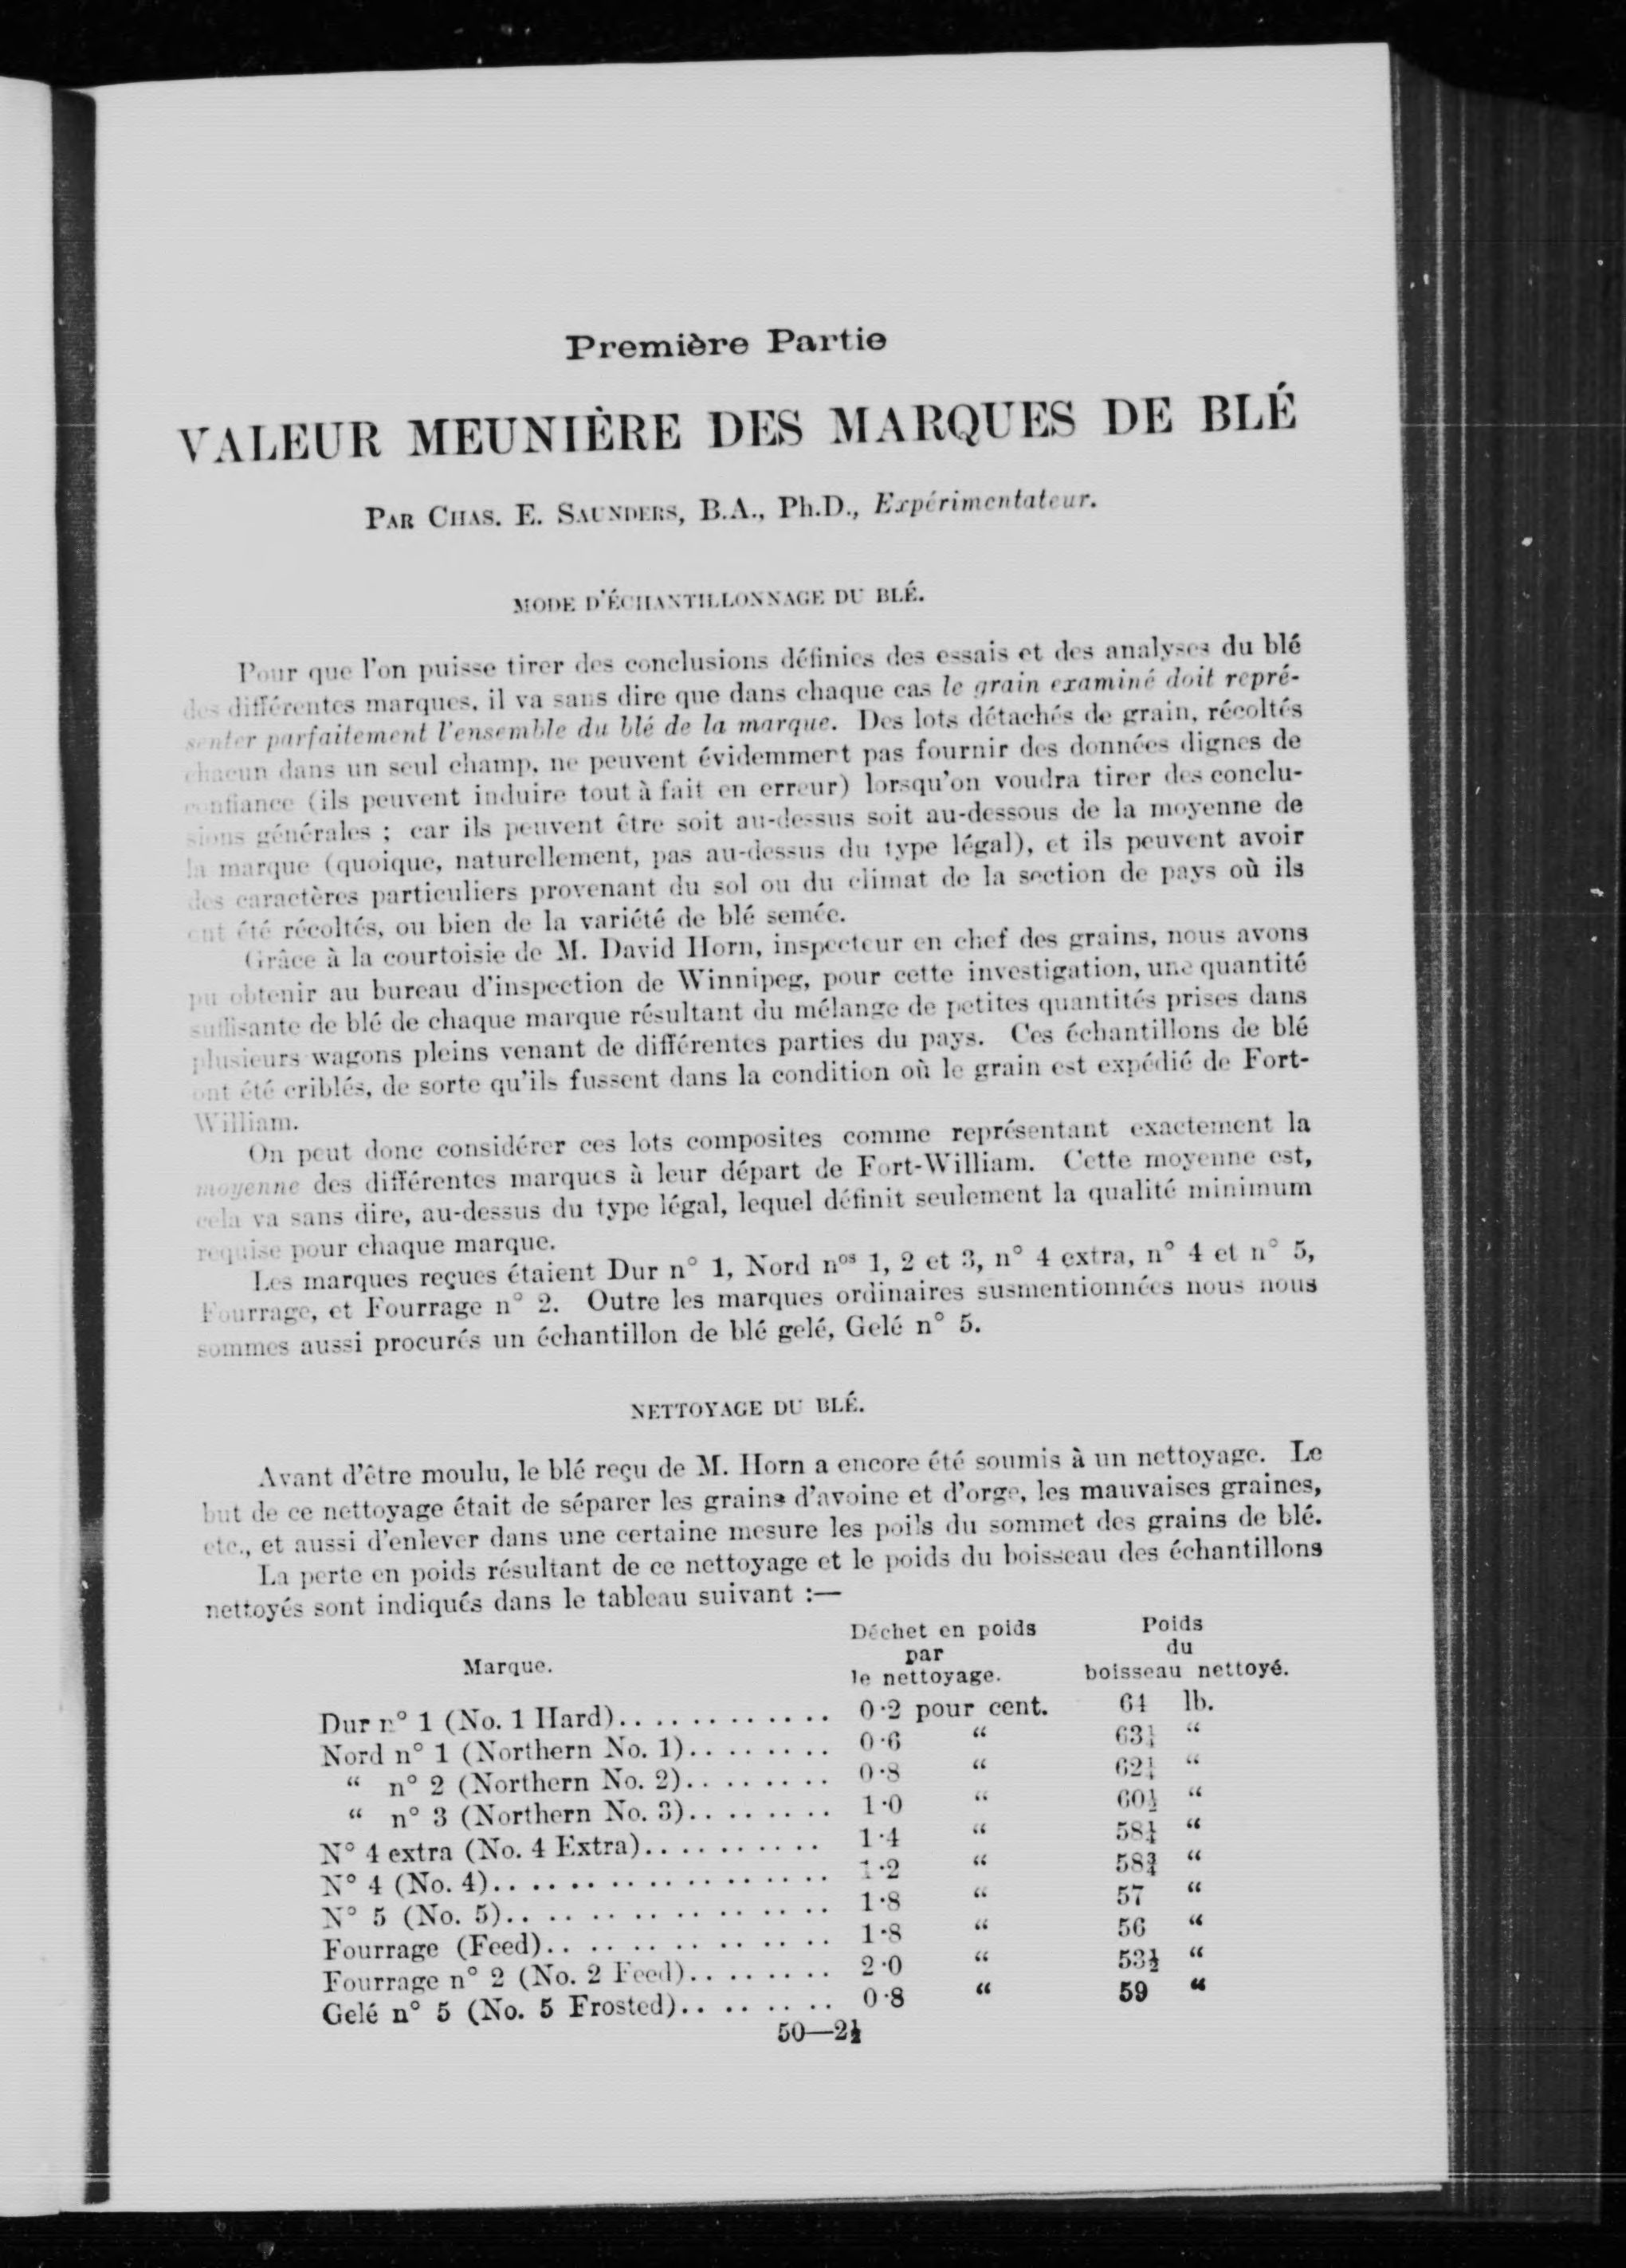 Première Partie
VALEUR MEUNIÈRE DES MARQUES DE BLÉ
Par Chas. E. Saunders, B.A., Ph.D., Expérimentateur.
MODE D'ÉCHANTILLONNAGE DU BLÉ.
Pour que l'on puisse tirer des conclusions définies des essais et des analyses du blé
des différentes marques, il va sans dire que dans chaque cas le grain examiné doit repré-
senter parfaitement l'ensemble du blé de la marque. Des lots détachés de grain, récoltés
chacun dans un seul champ, ne peuvent évidemmert pas fournir des données dignes de
confiance (ils peuvent induire tout à fait en erreur) lorsqu'on voudra tirer des conclu-
sions générales ; car ils peuvent être soit au-dessus soit au-dessous de la moyenne de
la marque (quoique, naturellement, pas au-dessus du type légal), et ils peuvent avoir
des caractères particuliers provenant du sol ou du climat de la section de pays où ils
ont été récoltés, ou bien de la variété de blé semée.
Grâce à la courtoisie de M. David Horn, inspecteur en chef des grains, nous avons
pu obtenir au bureau d'inspection de Winnipeg, pour cette investigation, une quantité
suffisante de blé de chaque marque résultant du mélange de petites quantités prises dans
plusieurs wagons pleins venant de différentes parties du pays. Ces échantillons de blé
ont été criblés, de sorte qu'ils fussent dans la condition où le grain est expédié de Fort-
William.
On peut donc considérer ces lots composites comme représentant exactement la
moyenne des différentes marques à leur départ de Fort-William. Cette moyenne est,
cela va sans dire, au-dessus du type légal, lequel définit seulement la qualité minimum
requise pour chaque marque.
Les marques reçues étaient Dur n° 1, Nord nos 1, 2 et 3, n° 4 extra, n° 4 et n° 5,
Fourrage, et Fourrage n° 2. Outre les marques ordinaires susmentionnées nous nous
sommes aussi procurés un échantillon de blé gelé, Gelé n° 5.
NETTOYAGE DU BLÉ.
Avant d'être moulu, le blé reçu de M. Horn a encore été soumis à un nettoyage. Le
but de ce nettoyage était de séparer les grains d'avoine et d'orge, les mauvaises graines,
etc., et aussi d'enlever dans une certaine mesure les poils du sommet des grains de blé.
La perte en poids résultant de ce nettoyage et le poids du boisseau des échantillons
nettoyés sont indiqués dans le tableau suivant :—
Marque. Déchet en poids par le nettoyage. Poids du boisseau nettoyé.
Dur n° 1 (No. 1 Hard)............. 0·2 pour cent. 64 lb.
Nord n° 1 (Northern No. 1)......... 0·6 “ “
“ n° 2 (Northern No. 2)......... 0·8 “ “
“ n° 3 (Northern No. 3)......... 1·0 “ 60½ “
N° 4 extra (No. 4 Extra)........... 1·4 “ “
N° 4 (No. 4)................... 1·2 “ 58¾ “
N° 5 (No. 5).................. 1·8 “ 57 “
Fourrage (Feed)................ 1·8 “ 56 “
Fourrage n° 2 (No. 2 Feed)......... 2·0 “ 53½ “
Gelé n° 5 (No. 5 Frosted)......... 0·8 “ 59 “
50—2½